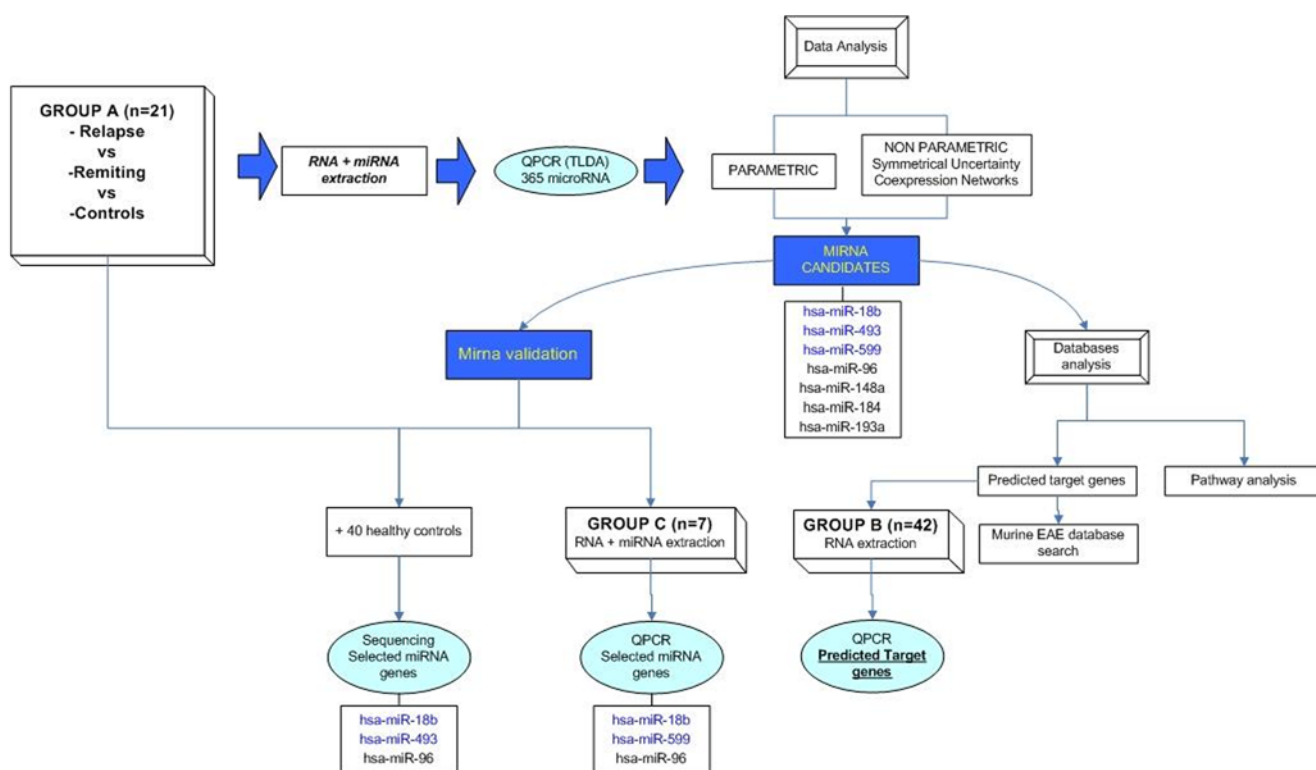 Data Analysis
GROUP A (n=21)
- Relapse
vs
-Remiting
vs
-Controls
RNA + miRNA
extraction
QPCR (TLDA)
365 microRNA
PARAMETRIC
NON PARAMETRIC
Symmetrical Uncertainty
Coexpression Networks
MIRNA
CANDIDATES
hsa-miR-18b
hsa-miR-493
hsa-miR-599
hsa-miR-96
hsa-miR-148a
hsa-miR-184
hsa-miR-193a
Mirna validation
Databases
analysis
Predicted target genes
Pathway analysis
Murine EAE database
search
+ 40 healthy controls
GROUP C (n=7)
RNA + miRNA extraction
GROUP B (n=42)
RNA extraction
Sequencing
Selected miRNA
genes
QPCR
Selected miRNA
genes
QPCR
Predicted Target
genes
hsa-miR-18b
hsa-miR-493
hsa-miR-96
hsa-miR-18b
hsa-miR-599
hsa-miR-96